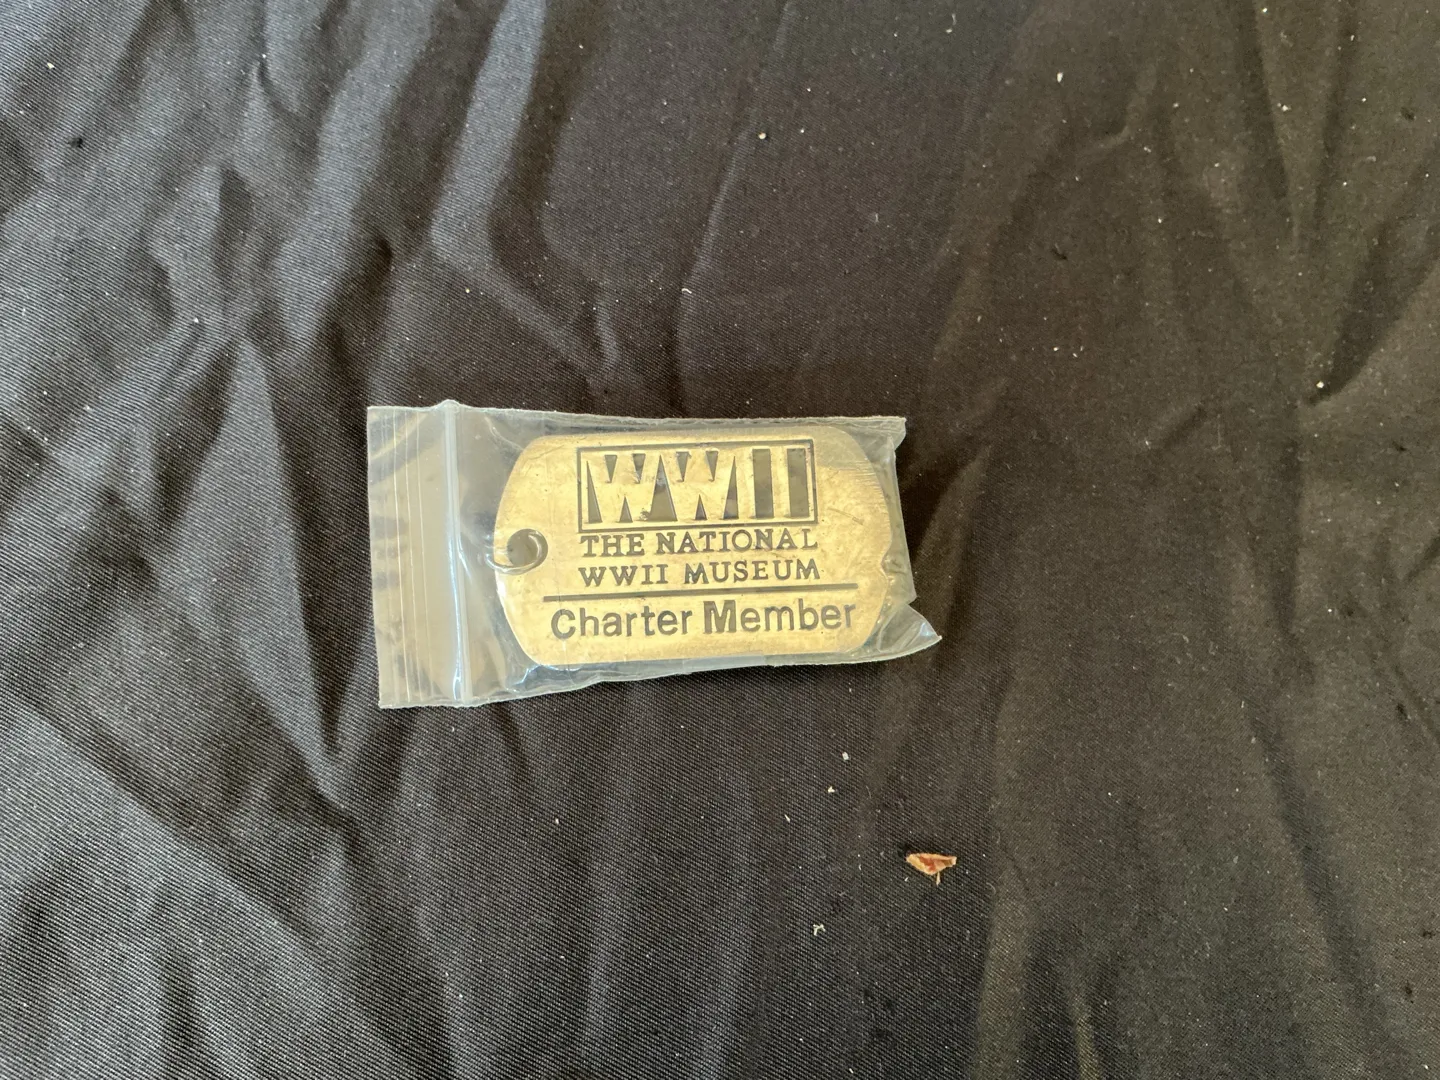 WWII
THE NATIONAL
WWII MUSEUM
Charter Member